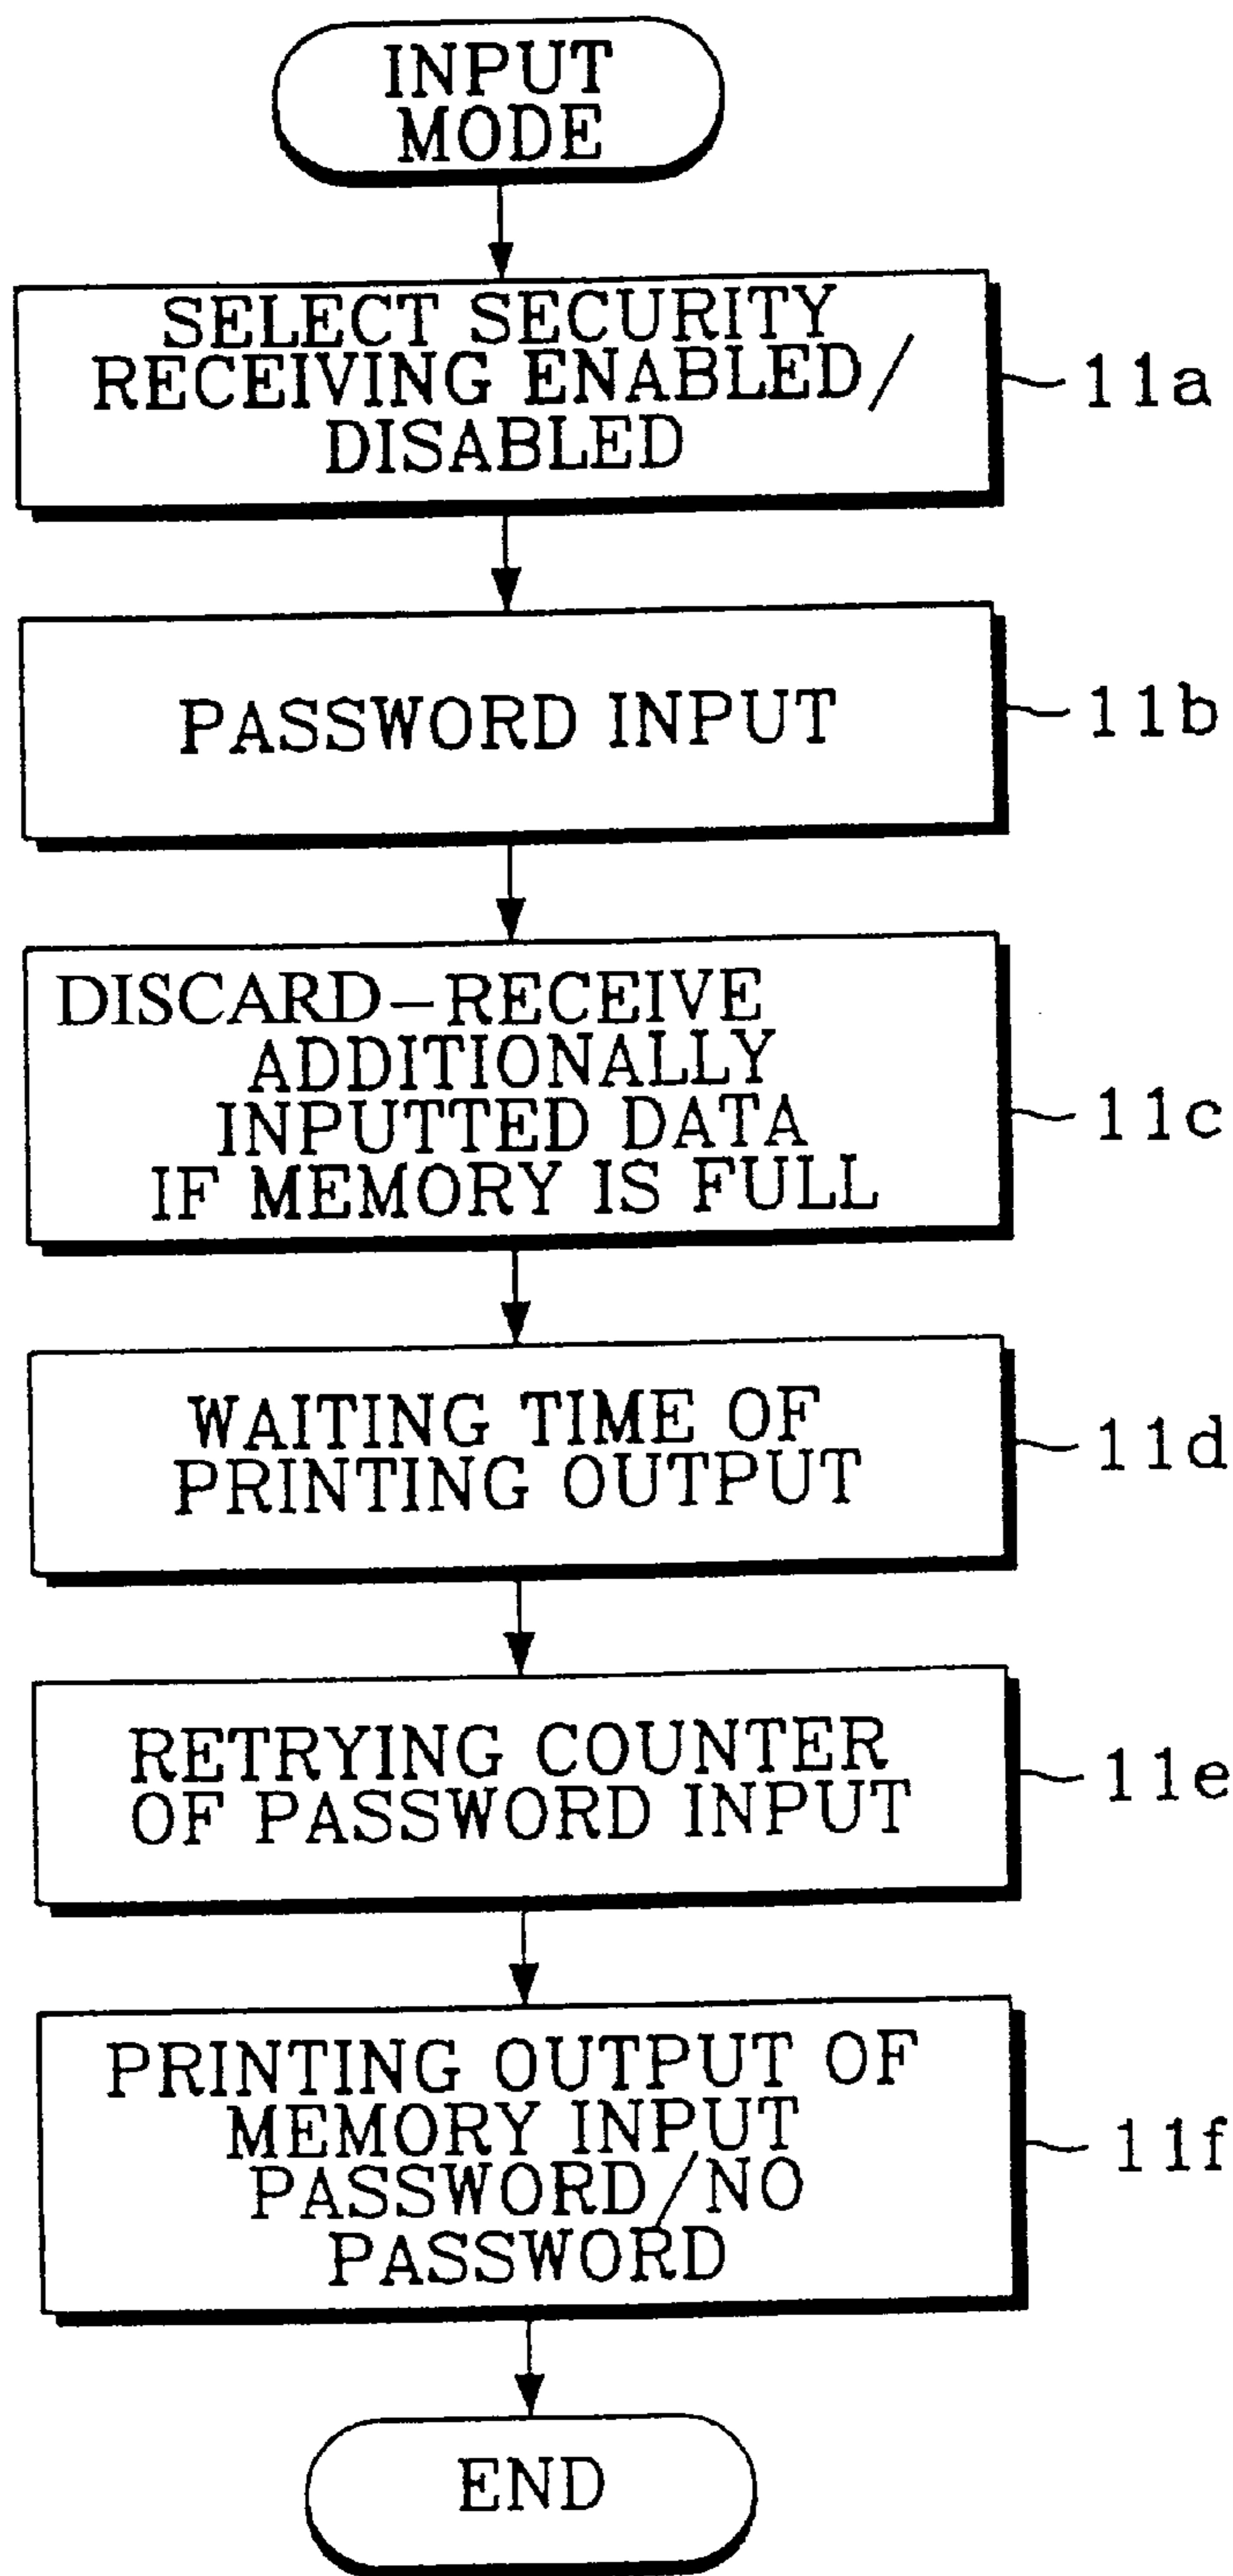 INPUT
MODE
SELECT SECURITY
RECEIVING ENABLED/
DISABLED
11a
PASSWORD INPUT
11b
DISCARD-RECEIVE
ADDITIONALLY
INPUTTED DATA
IF MEMORY IS FULL
11c
WAITING TIME OF
PRINTING OUTPUT
11d
RETRYING COUNTER
OF PASSWORD INPUT
11e
PRINTING OUTPUT OF
MEMORY INPUT
PASSWORD/NO
PASSWORD
11f
END